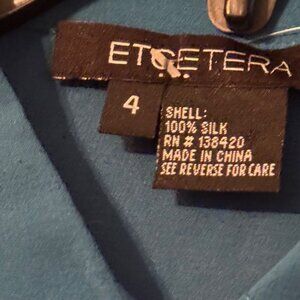 ETCETERA
4
SHELL:
100% SILK
RN # 138420
MADE IN CHINA
SEE REVERSE FOR CARE